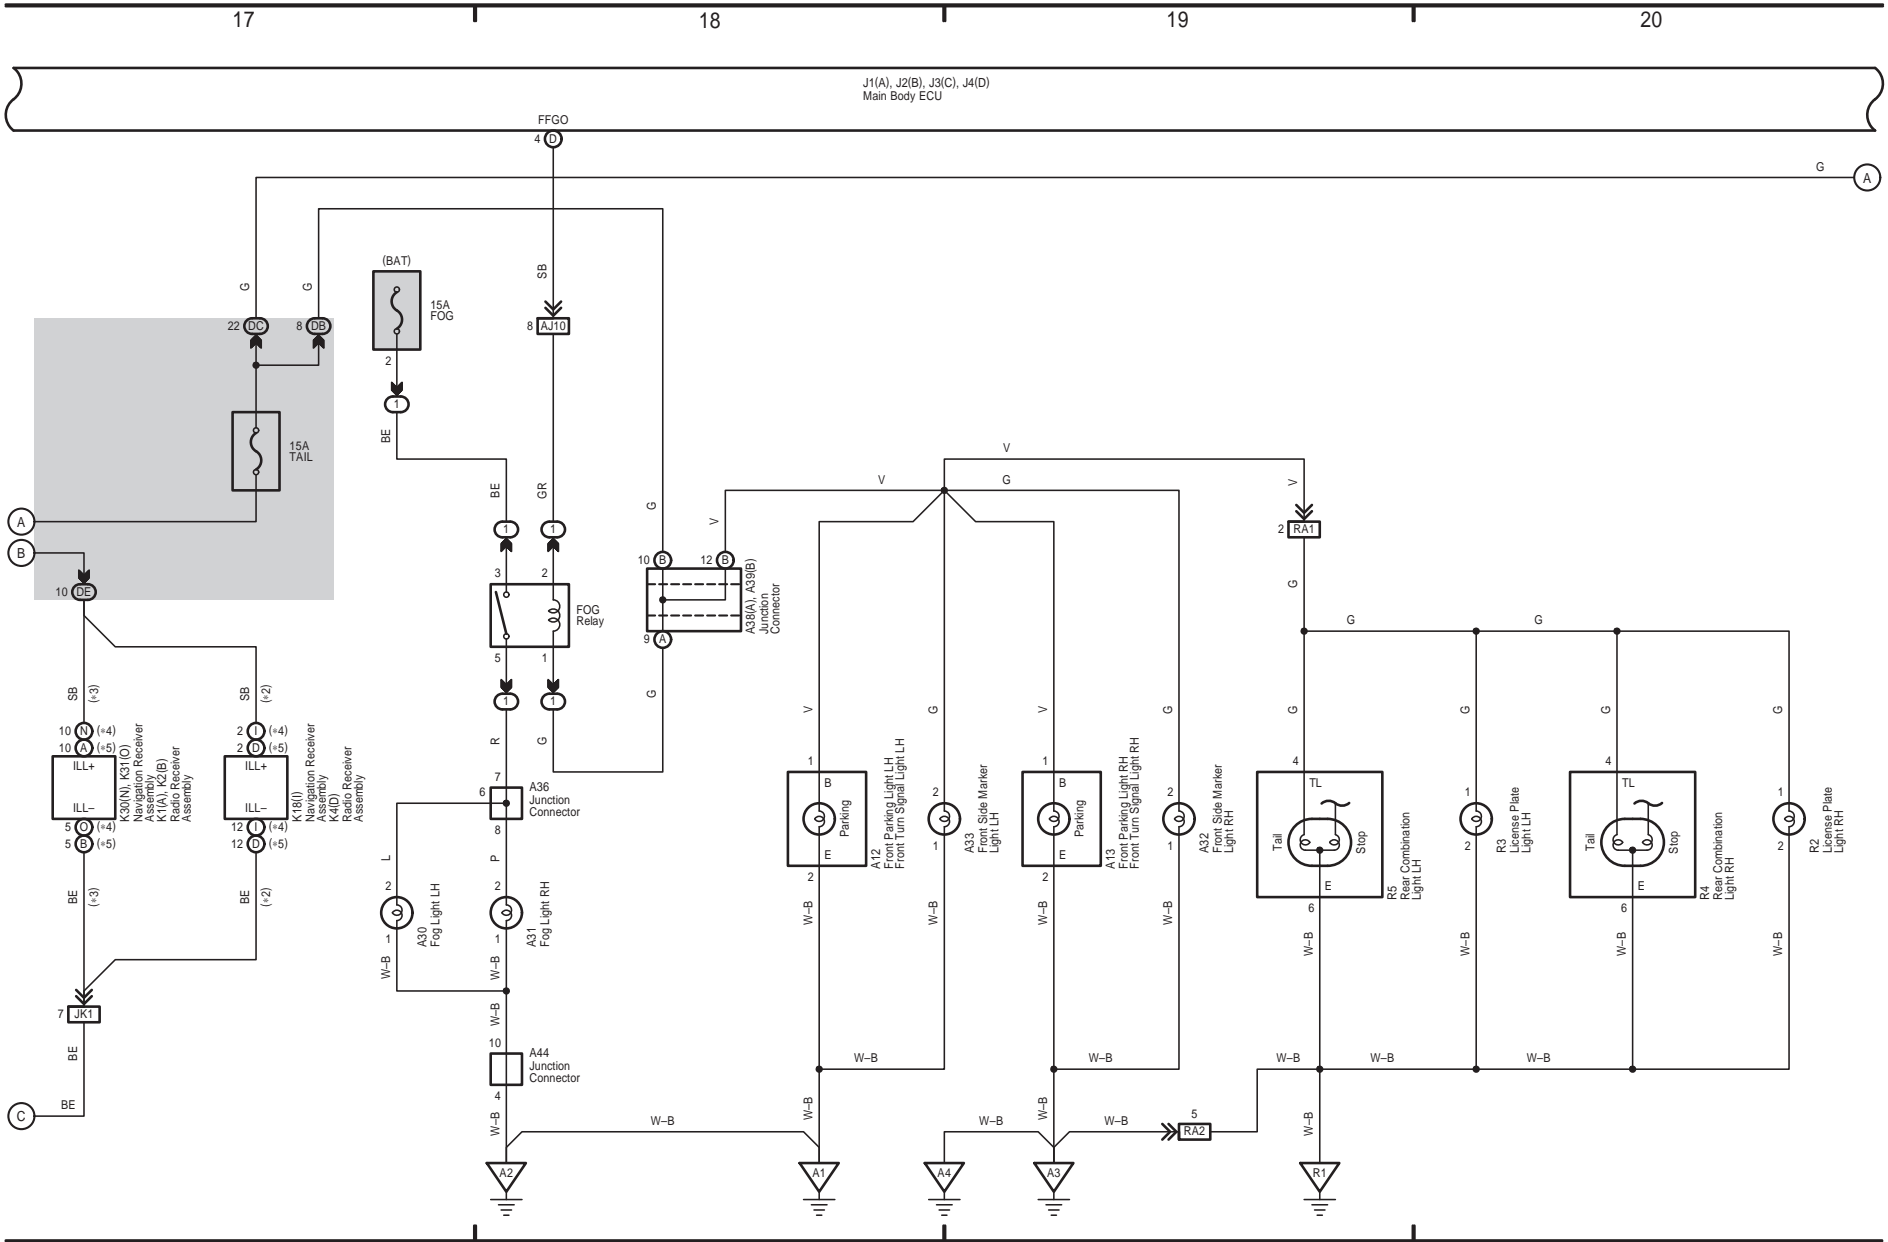 17
18
19
20
J1(A), J2(B), J3(C), J4(D)
Main Body ECU
FFGO
4 D
G
A
(BAT)
15A
FOG
2
1
BE
SB
8 AJ10
G
G
22 DC
8 DB
15A
TAIL
A
B
10 DE
BE
GR
1
1
3
2
FOG
Relay
5
1
1
1
R
G
G
V
10 B
12 B
9 A
A38(A), A39(B)
Junction
Connector
G
V
V
G
V
2 RA1
G
G
G
SB
(*3)
SB
(*2)
10 N (*4)
10 A (*5)
ILL+
ILL–
5 O (*4)
5 B (*5)
K30(N), K31(O)
Navigation Receiver
Assembly
K1(A), K2(B)
Radio Receiver
Assembly
2 I (*4)
2 D (*5)
ILL+
ILL–
12 I (*4)
12 D (*5)
K18(I)
Navigation Receiver
Assembly
K4(D)
Radio Receiver
Assembly
BE
(*3)
BE
(*2)
7 JK1
BE
BE
C
7
6
8
A36
Junction
Connector
L
P
2
1
A30
Fog Light LH
2
1
A31
Fog Light RH
W–B
W–B
W–B
10
A44
Junction
Connector
4
W–B
W–B
A2
V
1
B
Parking
E
2
A12
Front Parking Light LH
Front Turn Signal Light LH
W–B
G
2
1
A33
Front Side Marker
Light LH
W–B
V
1
B
Parking
E
2
A13
Front Parking Light RH
Front Turn Signal Light RH
W–B
G
2
1
A32
Front Side Marker
Light RH
W–B
G
4
TL
Tail
Stop
E
6
R5
Rear Combination
Light LH
W–B
G
1
2
R3
License Plate
Light LH
W–B
G
4
TL
Tail
Stop
E
6
R4
Rear Combination
Light RH
W–B
G
1
2
R2
License Plate
Light RH
W–B
W–B
W–B
W–B
W–B
W–B
W–B
W–B
W–B
W–B
5
RA2
W–B
A1
A4
A3
R1